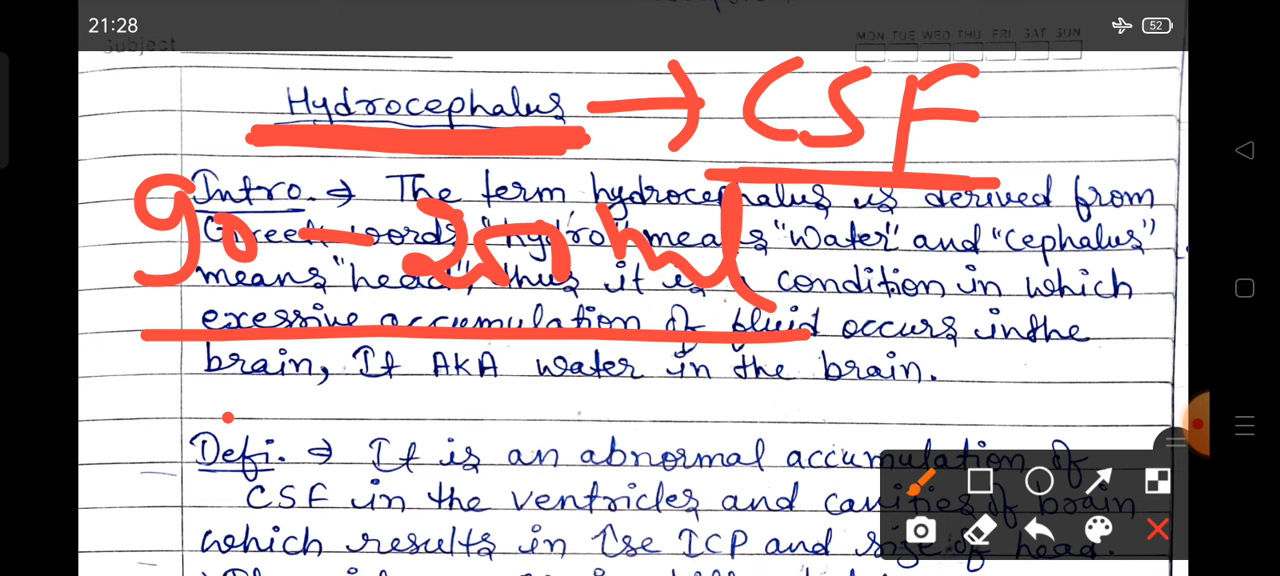 21:28
52
Subject
MON TUE WED THU FRI SAT SUN
Hydrocephalus → CSF
Intro. → The term hydrocephalus is derived from
Greek words "hydro" means "Water" and "Cephalus"
90 - 250 ml
means "head", thus it is a condition in which
excessive accumulation of fluid occurs in the
brain, It AKA water in the brain.
Defi. → It is an abnormal accumulation of
CSF in the ventricles and cavities of brain
which results in ↑se ICP and size of head.